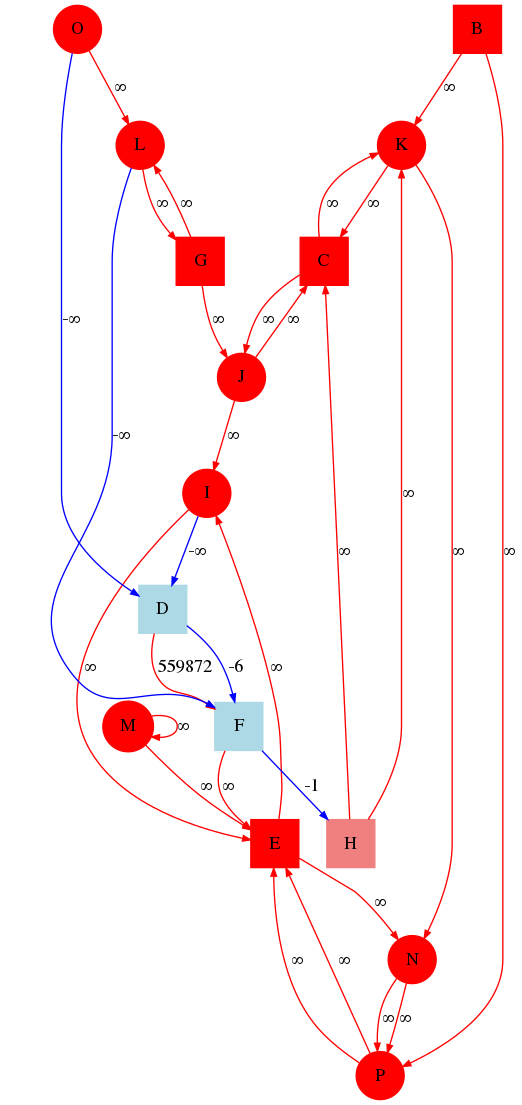 O B
∞ ∞
L K
∞ ∞ ∞ ∞
G C
-∞ ∞ ∞ ∞
J
-∞ ∞
I ∞
-∞ ∞ ∞ ∞
D
∞ 559872 -6 ∞
M ∞ F
∞ ∞ -1
E H
∞
∞ ∞ N
∞ ∞
P